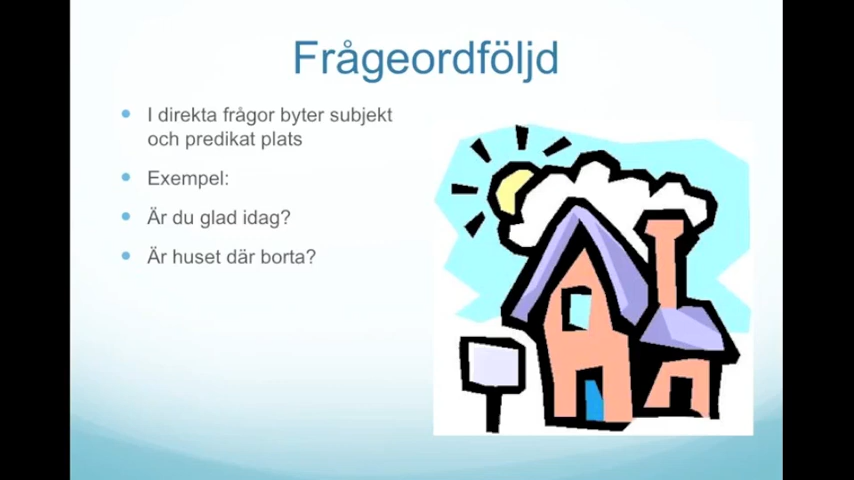 Frågeordföljd
I direkta frågor byter subjekt
och predikat plats
Exempel:
Är du glad idag?
Är huset där borta?